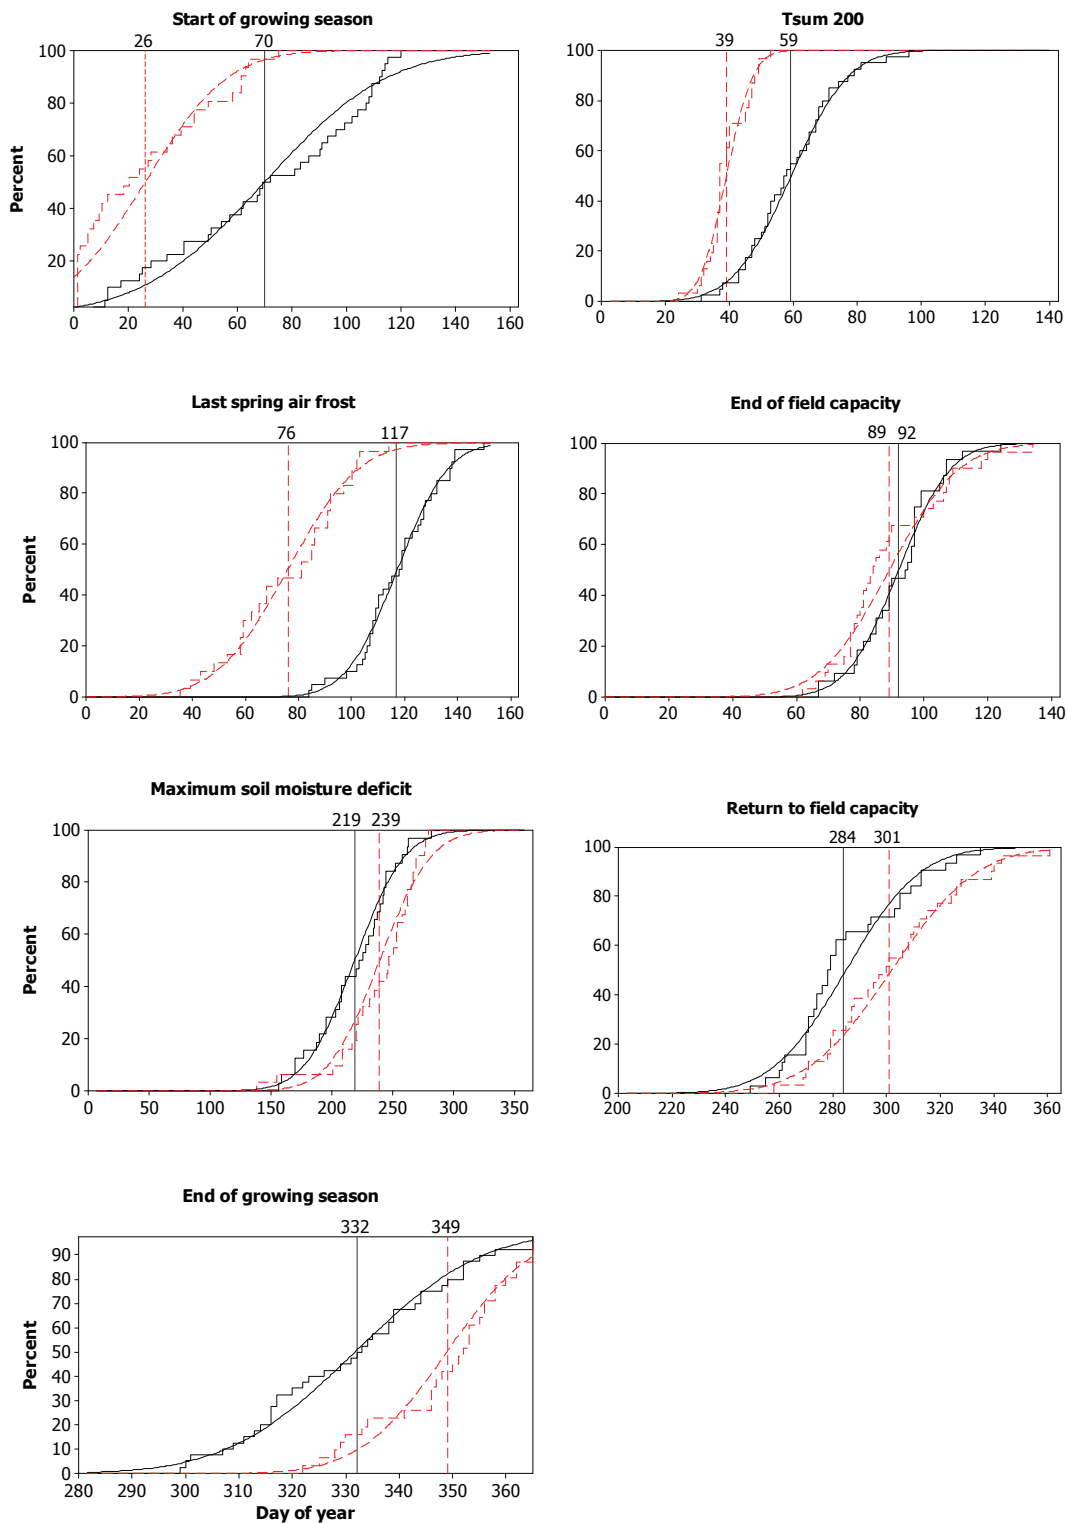 Start of growing season
26 70
100
80
60
40
20
Percent
0 20 40 60 80 100 120 140 160
Tsum 200
39 59
100
80
60
40
20
0
0 20 40 60 80 100 120 140
Last spring air frost
76 117
100
80
60
40
20
0
Percent
0 20 40 60 80 100 120 140 160
End of field capacity
89 92
100
80
60
40
20
0
0 20 40 60 80 100 120 140
Maximum soil moisture deficit
219 239
100
80
60
40
20
0
Percent
0 50 100 150 200 250 300 350
Return to field capacity
284 301
100
80
60
40
20
0
200 220 240 260 280 300 320 340 360
End of growing season
332 349
90
80
70
60
50
40
30
20
10
0
Percent
280 290 300 310 320 330 340 350 360
Day of year